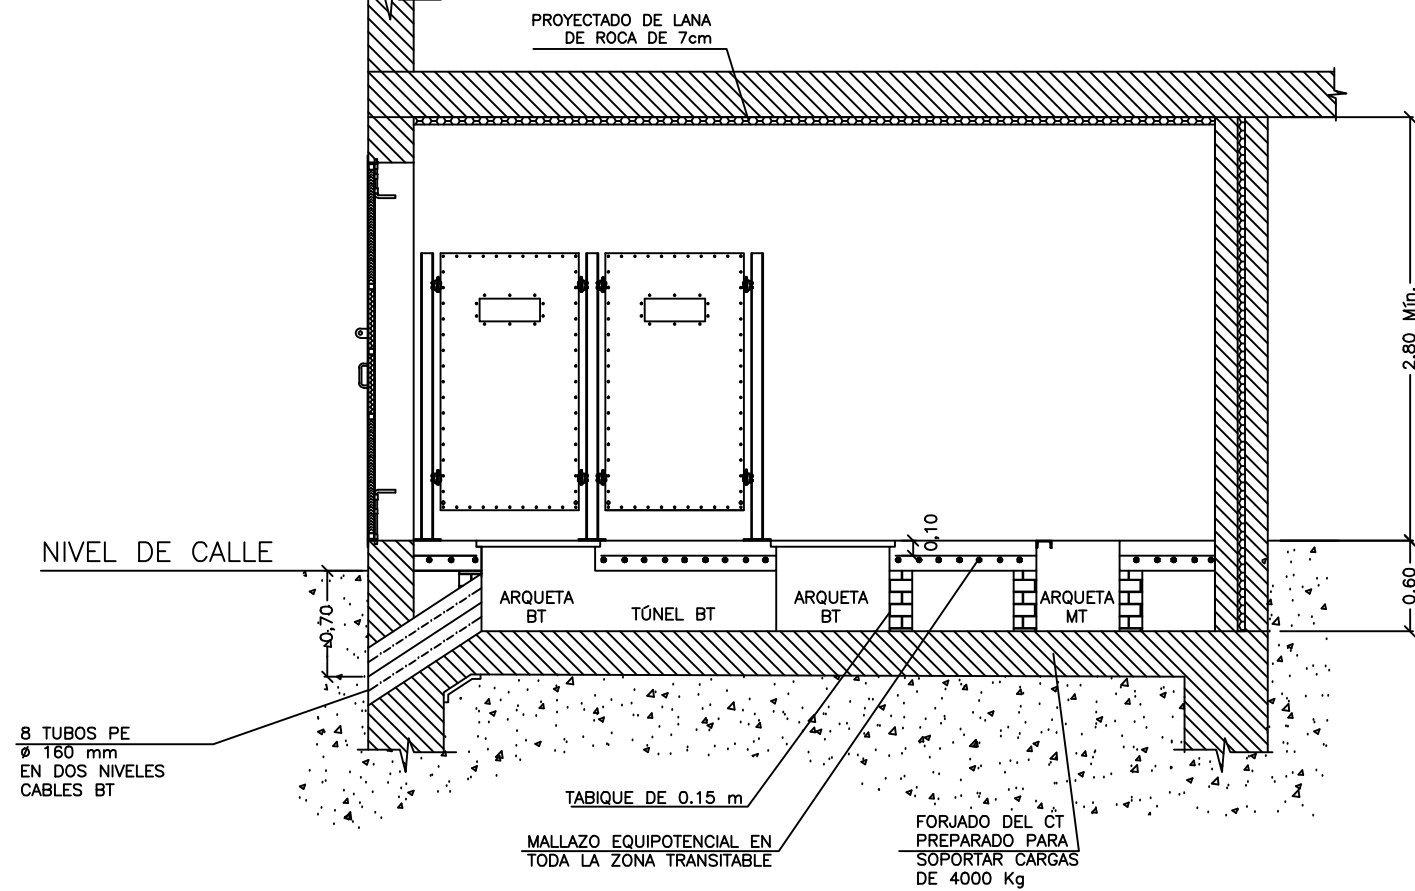 PROYECTADO DE LANA
DE ROCA DE 7cm
2.80 Mín.
0,10
NIVEL DE CALLE
0.60
0,70
ARQUETA
BT
TÚNEL BT
ARQUETA
BT
ARQUETA
MT
8 TUBOS PE
ø 160 mm
EN DOS NIVELES
CABLES BT
TABIQUE DE 0.15 m
MALLAZO EQUIPOTENCIAL EN
TODA LA ZONA TRANSITABLE
FORJADO DEL CT
PREPARADO PARA
SOPORTAR CARGAS
DE 4000 Kg